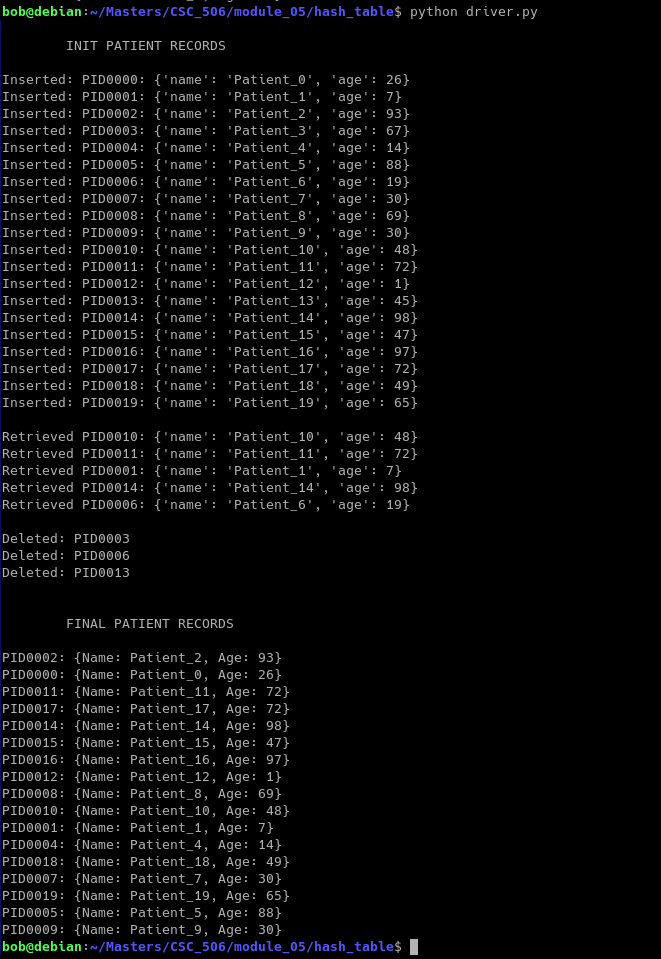 bob@debian:~/Masters/CSC_506/module_05/hash_table$ python driver.py
INIT PATIENT RECORDS
Inserted: PID0000: {'name': 'Patient_0', 'age': 26}
Inserted: PID0001: {'name': 'Patient_1', 'age': 7}
Inserted: PID0002: {'name': 'Patient_2', 'age': 93}
Inserted: PID0003: {'name': 'Patient_3', 'age': 67}
Inserted: PID0004: {'name': 'Patient_4', 'age': 14}
Inserted: PID0005: {'name': 'Patient_5', 'age': 88}
Inserted: PID0006: {'name': 'Patient_6', 'age': 19}
Inserted: PID0007: {'name': 'Patient_7', 'age': 30}
Inserted: PID0008: {'name': 'Patient_8', 'age': 69}
Inserted: PID0009: {'name': 'Patient_9', 'age': 30}
Inserted: PID0010: {'name': 'Patient_10', 'age': 48}
Inserted: PID0011: {'name': 'Patient_11', 'age': 72}
Inserted: PID0012: {'name': 'Patient_12', 'age': 1}
Inserted: PID0013: {'name': 'Patient_13', 'age': 45}
Inserted: PID0014: {'name': 'Patient_14', 'age': 98}
Inserted: PID0015: {'name': 'Patient_15', 'age': 47}
Inserted: PID0016: {'name': 'Patient_16', 'age': 97}
Inserted: PID0017: {'name': 'Patient_17', 'age': 72}
Inserted: PID0018: {'name': 'Patient_18', 'age': 49}
Inserted: PID0019: {'name': 'Patient_19', 'age': 65}
Retrieved PID0010: {'name': 'Patient_10', 'age': 48}
Retrieved PID0011: {'name': 'Patient_11', 'age': 72}
Retrieved PID0001: {'name': 'Patient_1', 'age': 7}
Retrieved PID0014: {'name': 'Patient_14', 'age': 98}
Retrieved PID0006: {'name': 'Patient_6', 'age': 19}
Deleted: PID0003
Deleted: PID0006
Deleted: PID0013
FINAL PATIENT RECORDS
PID0002: {Name: Patient_2, Age: 93}
PID0000: {Name: Patient_0, Age: 26}
PID0011: {Name: Patient_11, Age: 72}
PID0017: {Name: Patient_17, Age: 72}
PID0014: {Name: Patient_14, Age: 98}
PID0015: {Name: Patient_15, Age: 47}
PID0016: {Name: Patient_16, Age: 97}
PID0012: {Name: Patient_12, Age: 1}
PID0008: {Name: Patient_8, Age: 69}
PID0010: {Name: Patient_10, Age: 48}
PID0001: {Name: Patient_1, Age: 7}
PID0004: {Name: Patient_4, Age: 14}
PID0018: {Name: Patient_18, Age: 49}
PID0007: {Name: Patient_7, Age: 30}
PID0019: {Name: Patient_19, Age: 65}
PID0005: {Name: Patient_5, Age: 88}
PID0009: {Name: Patient_9, Age: 30}
bob@debian:~/Masters/CSC_506/module_05/hash_table$